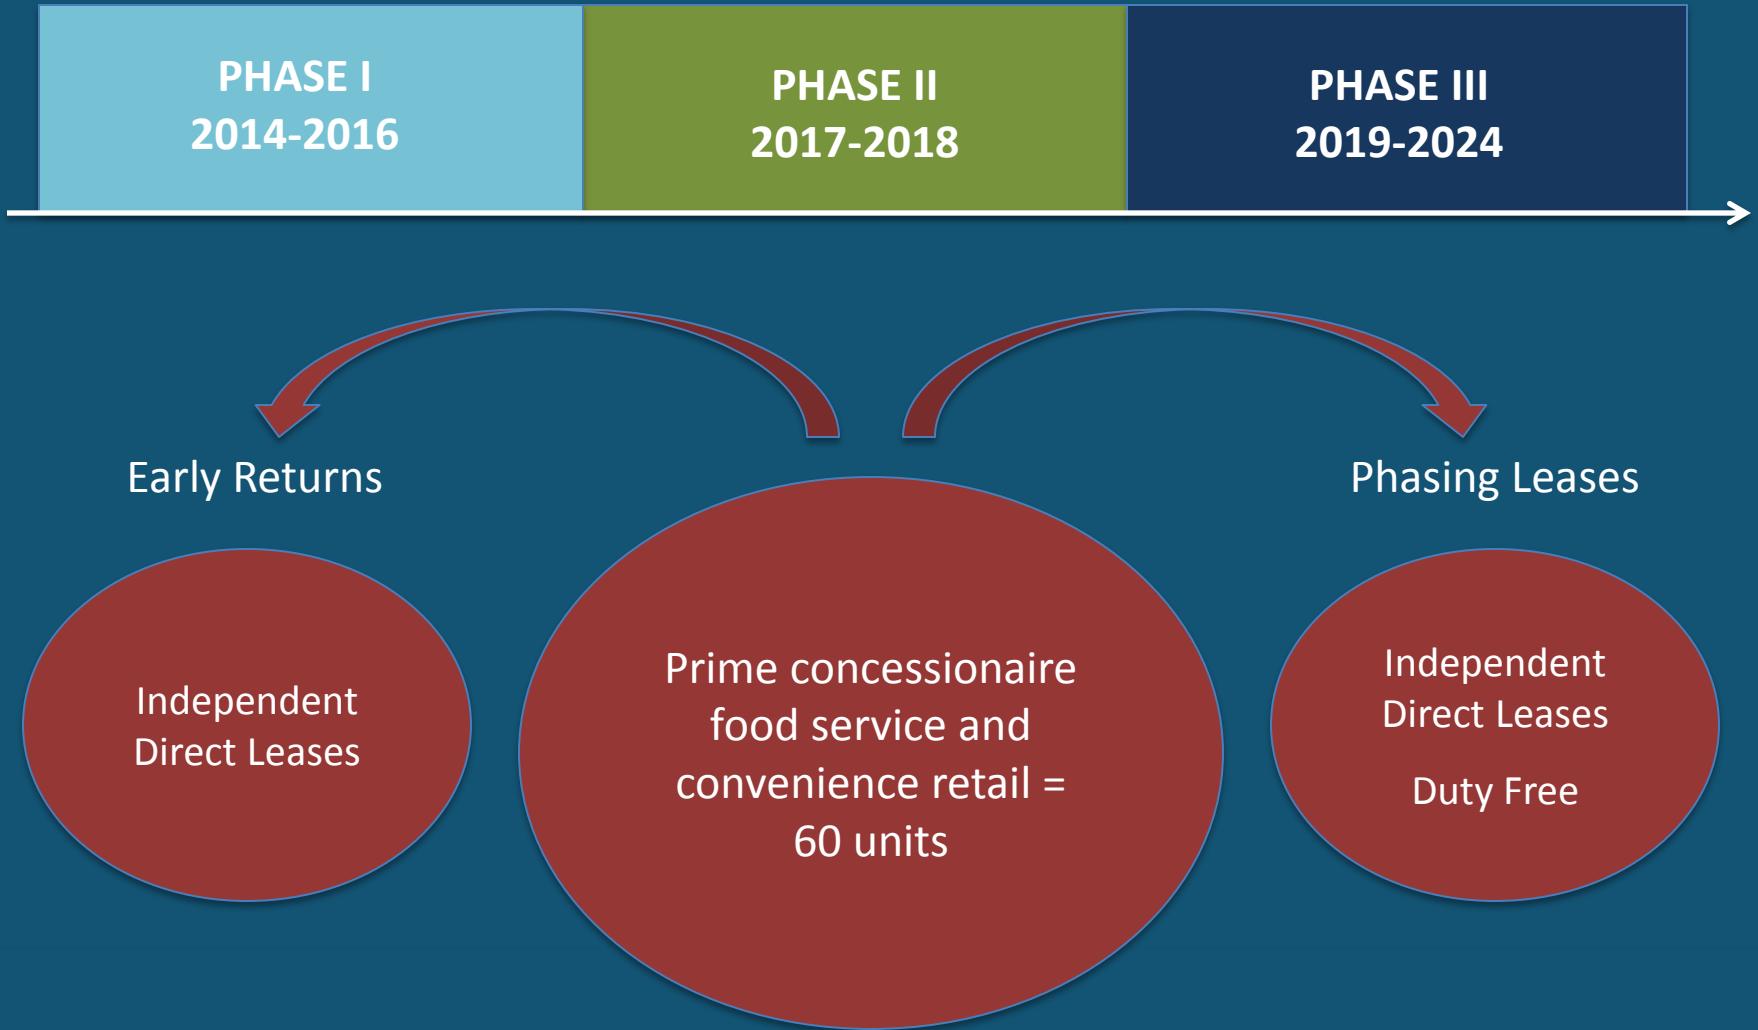 PHASE I
2014-2016
PHASE II
2017-2018
PHASE III
2019-2024
Early Returns
Phasing Leases
Independent
Direct Leases
Prime concessionaire
food service and
convenience retail =
60 units
Independent
Direct Leases
Duty Free